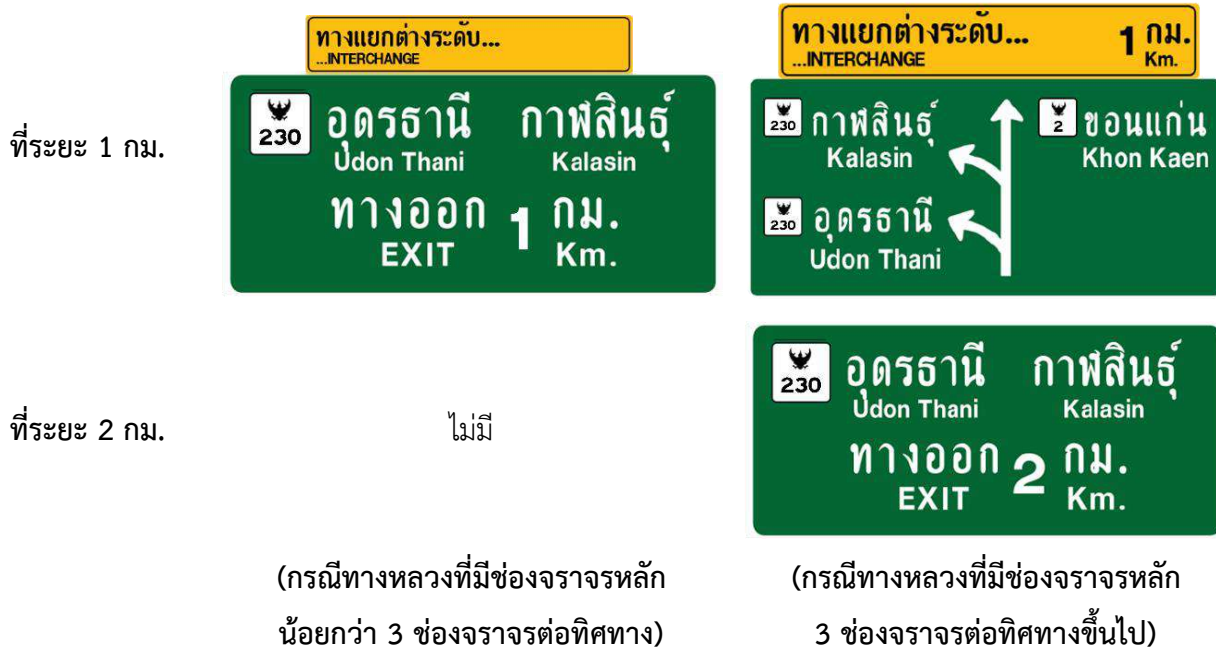 ที่ระยะ 1 กม.
ทางแยกต่างระดับ...
...INTERCHANGE
230 อุดรธานี กาฬสินธุ์
Udon Thani Kalasin
ทางออก 1 กม.
EXIT Km.
ทางแยกต่างระดับ... 1 กม.
...INTERCHANGE Km.
230 กาฬสินธุ์ 2 ขอนแก่น
Kalasin Khon Kaen
230 อุดรธานี
Udon Thani
ที่ระยะ 2 กม.
ไม่มี
230 อุดรธานี กาฬสินธุ์
Udon Thani Kalasin
ทางออก 2 กม.
EXIT Km.
(กรณีทางหลวงที่มีช่องจราจรหลัก
น้อยกว่า 3 ช่องจราจรต่อทิศทาง)
(กรณีทางหลวงที่มีช่องจราจรหลัก
3 ช่องจราจรต่อทิศทางขึ้นไป)